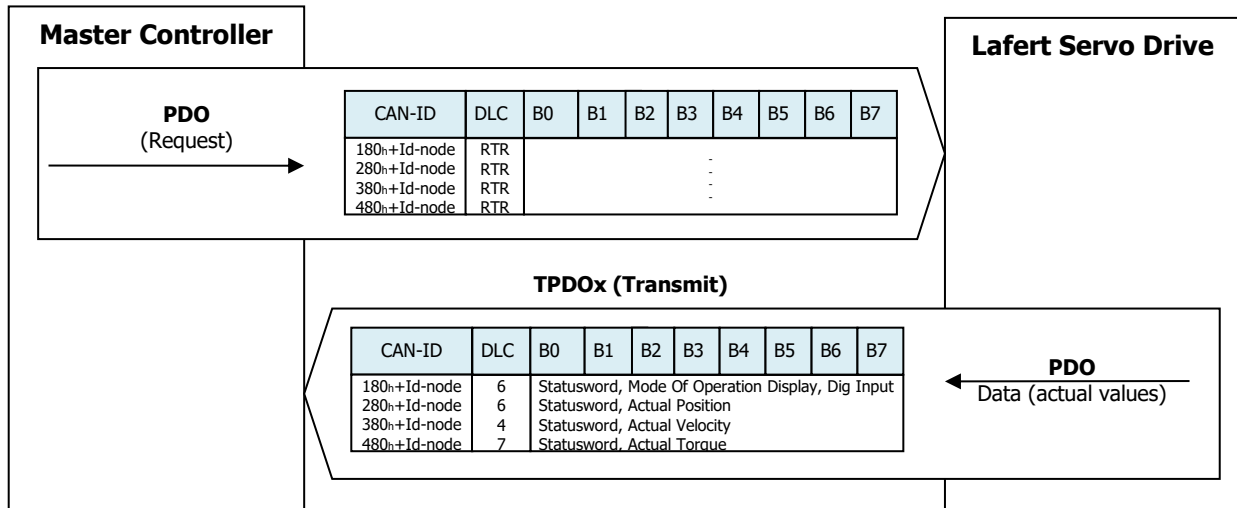 Master Controller
Lafert Servo Drive
PDO
(Request)
CAN-ID DLC B0 B1 B2 B3 B4 B5 B6 B7
180h+Id-node RTR -
280h+Id-node RTR -
380h+Id-node RTR -
480h+Id-node RTR -
TPDOx (Transmit)
CAN-ID DLC B0 B1 B2 B3 B4 B5 B6 B7
180h+Id-node 6 Statusword, Mode Of Operation Display, Dig Input
280h+Id-node 6 Statusword, Actual Position
380h+Id-node 4 Statusword, Actual Velocity
480h+Id-node 7 Statusword, Actual Torque
PDO
Data (actual values)